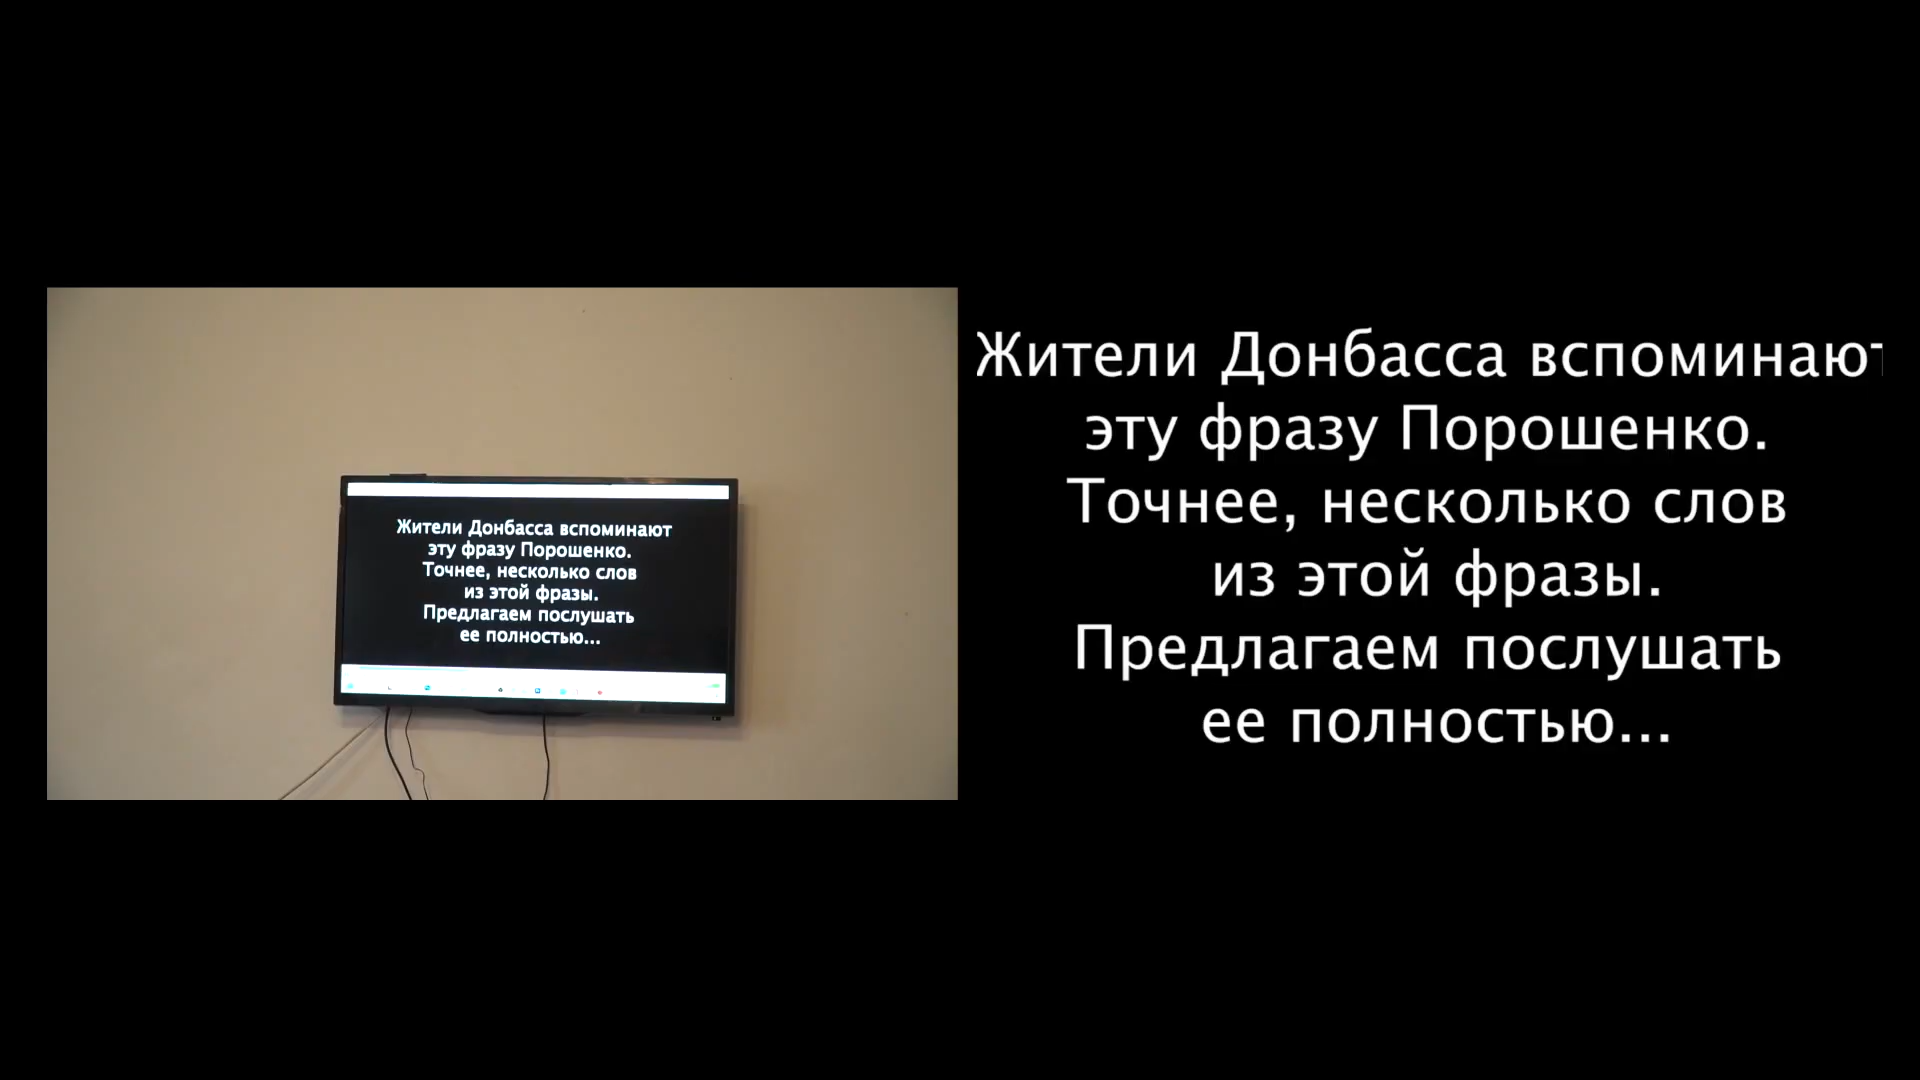 Жители Донбасса вспоминают
эту фразу Порошенко.
Точнее, несколько слов
из этой фразы.
Предлагаем послушать
ее полностью...
Жители Донбасса вспоминают
эту фразу Порошенко.
Точнее, несколько слов
из этой фразы.
Предлагаем послушать
ее полностью...